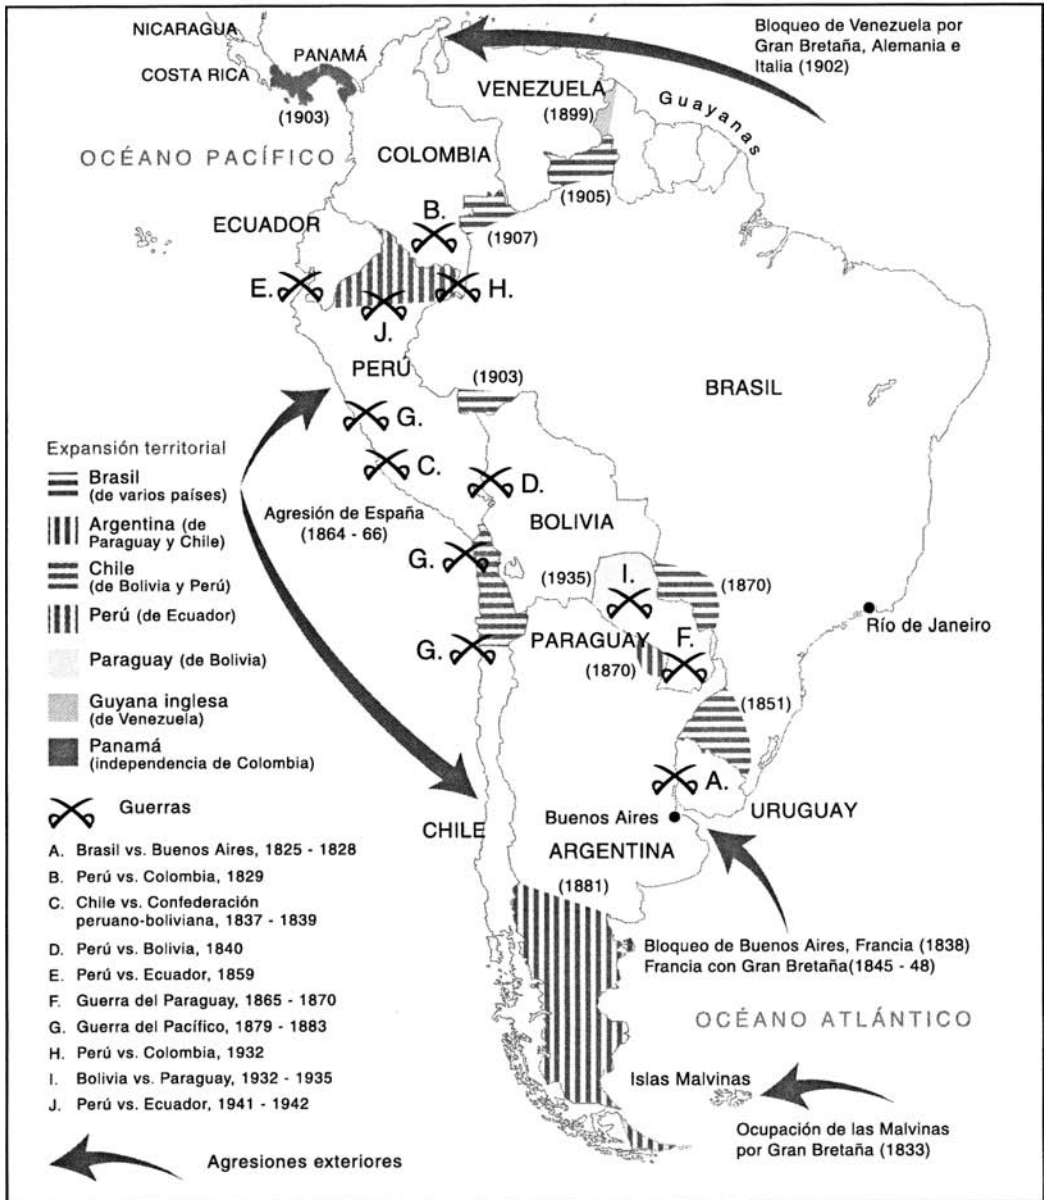 NICARAGUA
PANAMÁ
COSTA RICA
(1903)
Bloqueo de Venezuela por
Gran Bretaña, Alemania e
Italia (1902)
VENEZUELA
(1899)
Guayanas
OCÉANO PACÍFICO
COLOMBIA
(1905)
ECUADOR
B.
(1907)
E.
H.
J.
PERÚ
(1903)
BRASIL
G.
C.
D.
Agresión de España
(1864 - 66)
BOLIVIA
G.
(1935)
I.
(1870)
Río de Janeiro
G.
PARAGUAY
F.
(1870)
(1851)
A.
URUGUAY
Buenos Aires
CHILE
ARGENTINA
(1881)
Bloqueo de Buenos Aires, Francia (1838)
Francia con Gran Bretaña(1845 - 48)
OCÉANO ATLÁNTICO
Islas Malvinas
Ocupación de las Malvinas
por Gran Bretaña (1833)
Expansión territorial
Brasil
(de varios países)
Argentina (de
Paraguay y Chile)
Chile
(de Bolivia y Perú)
Perú (de Ecuador)
Paraguay (de Bolivia)
Guyana inglesa
(de Venezuela)
Panamá
(independencia de Colombia)
Guerras
A. Brasil vs. Buenos Aires, 1825 - 1828
B. Perú vs. Colombia, 1829
C. Chile vs. Confederación
peruano-boliviana, 1837 - 1839
D. Perú vs. Bolivia, 1840
E. Perú vs. Ecuador, 1859
F. Guerra del Paraguay, 1865 - 1870
G. Guerra del Pacífico, 1879 - 1883
H. Perú vs. Colombia, 1932
I. Bolivia vs. Paraguay, 1932 - 1935
J. Perú vs. Ecuador, 1941 - 1942
Agresiones exteriores